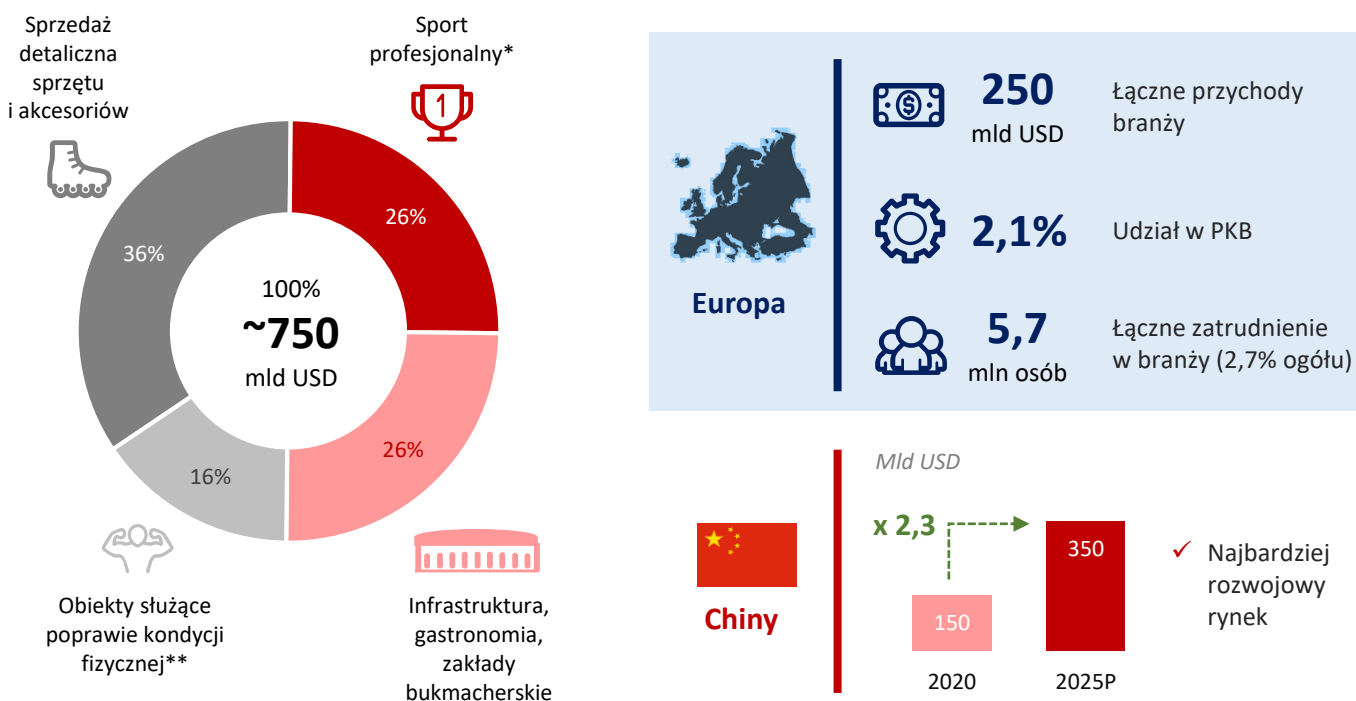 Sprzedaż
detaliczna
sprzętu
i akcesoriów
Sport
profesjonalny*
1
26%
36%
100%
~750
mld USD
26%
16%
Obiekty służące
poprawie kondycji
fizycznej**
Infrastruktura,
gastronomia,
zakłady
bukmacherskie
Europa
$
250
mld USD
Łączne przychody
branży
2,1%
Udział w PKB
5,7
mln osób
Łączne zatrudnienie
w branży (2,7% ogółu)
Chiny
Mld USD
x 2,3
150
350
2020
2025P
✓ Najbardziej
rozwojowy
rynek